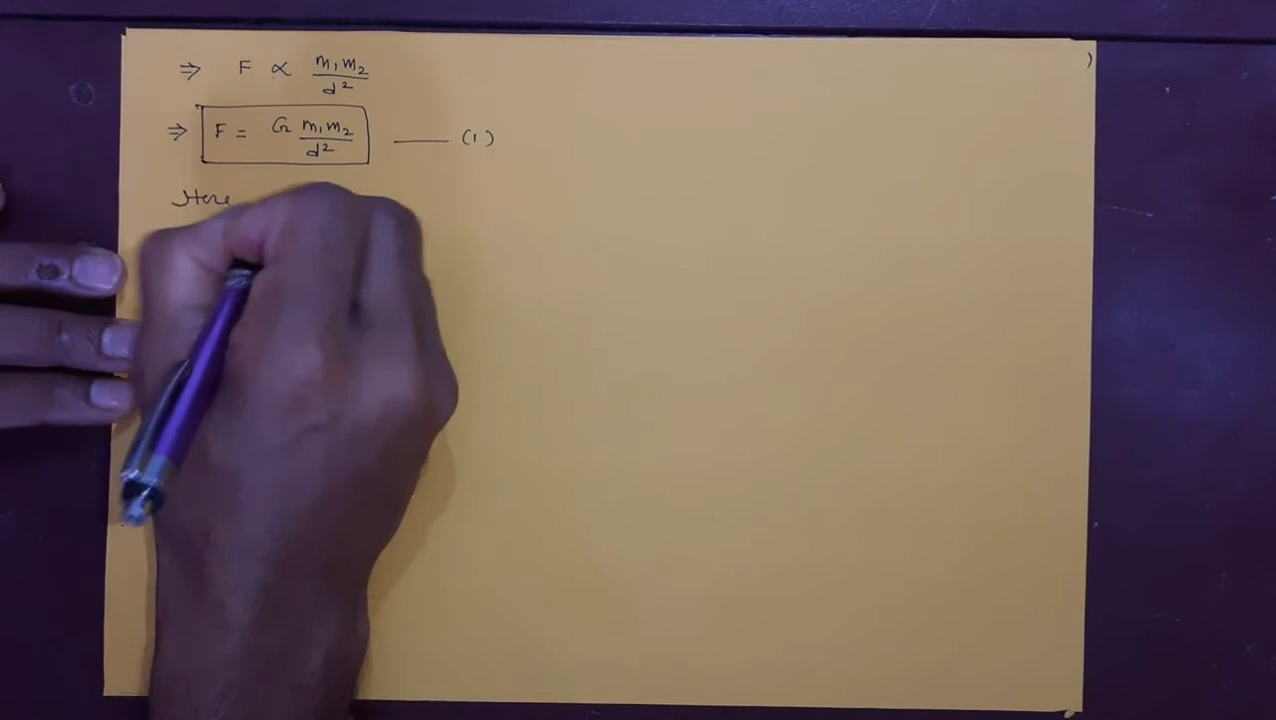 ⇒ F ∝ m₁m₂/d²
⇒ F = G m₁m₂/d² —— (1)
Here